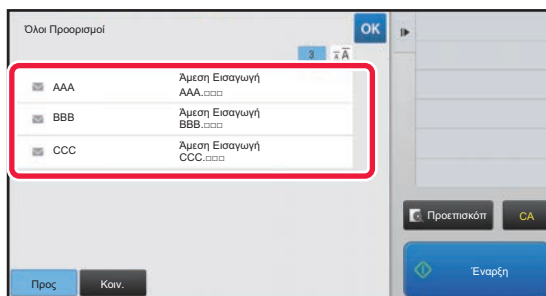 Όλοι Προορισμοί
OK
3
AAA
Άμεση Εισαγωγή
AAA.□□□
BBB
Άμεση Εισαγωγή
BBB.□□□
CCC
Άμεση Εισαγωγή
CCC.□□□
Προεπισκόπ
CA
Έναρξη
Προς
Κοιν.